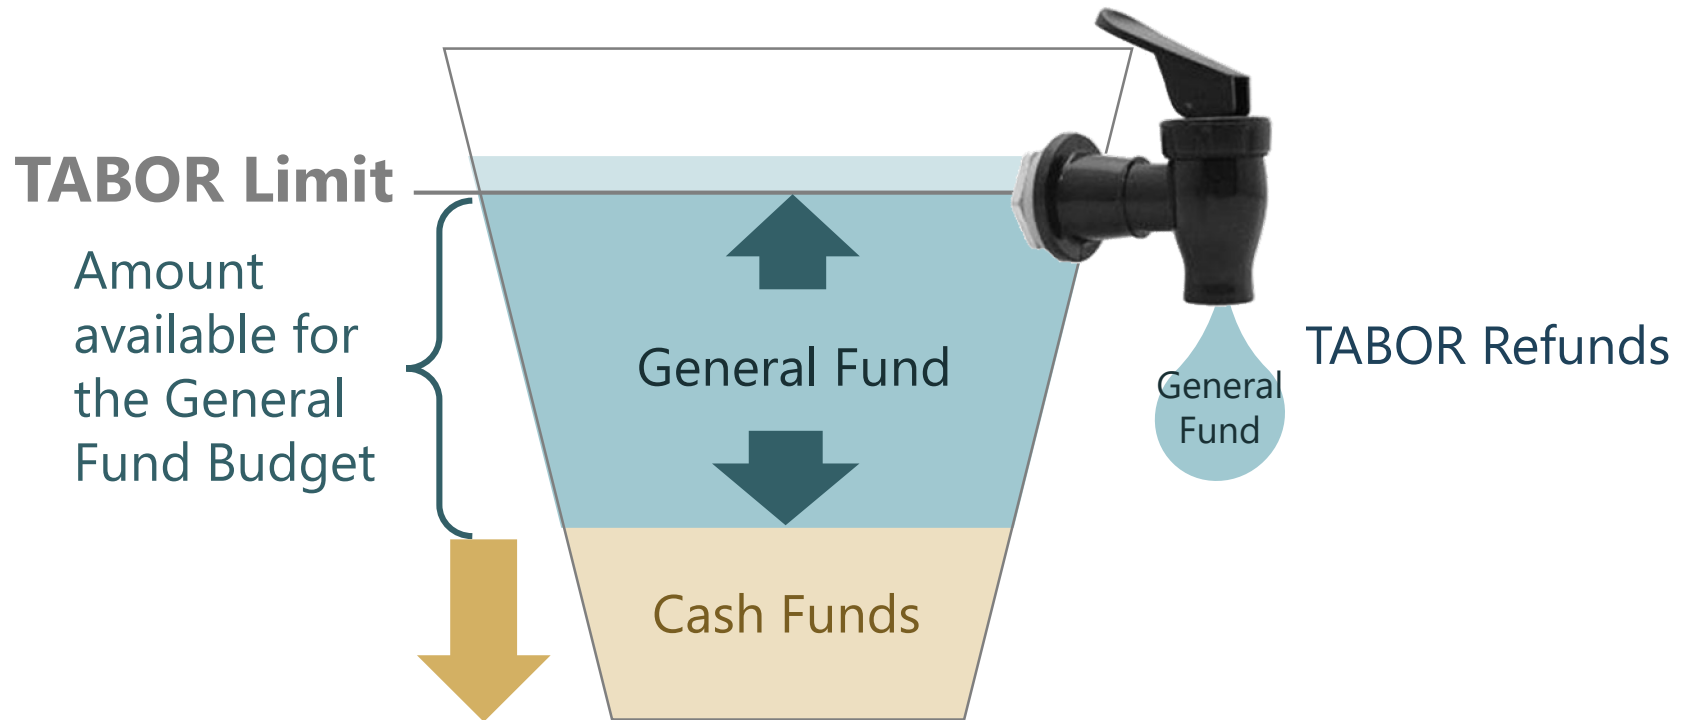 TABOR Limit
Amount
available for
the General
Fund Budget
General Fund
Cash Funds
TABOR Refunds
General
Fund